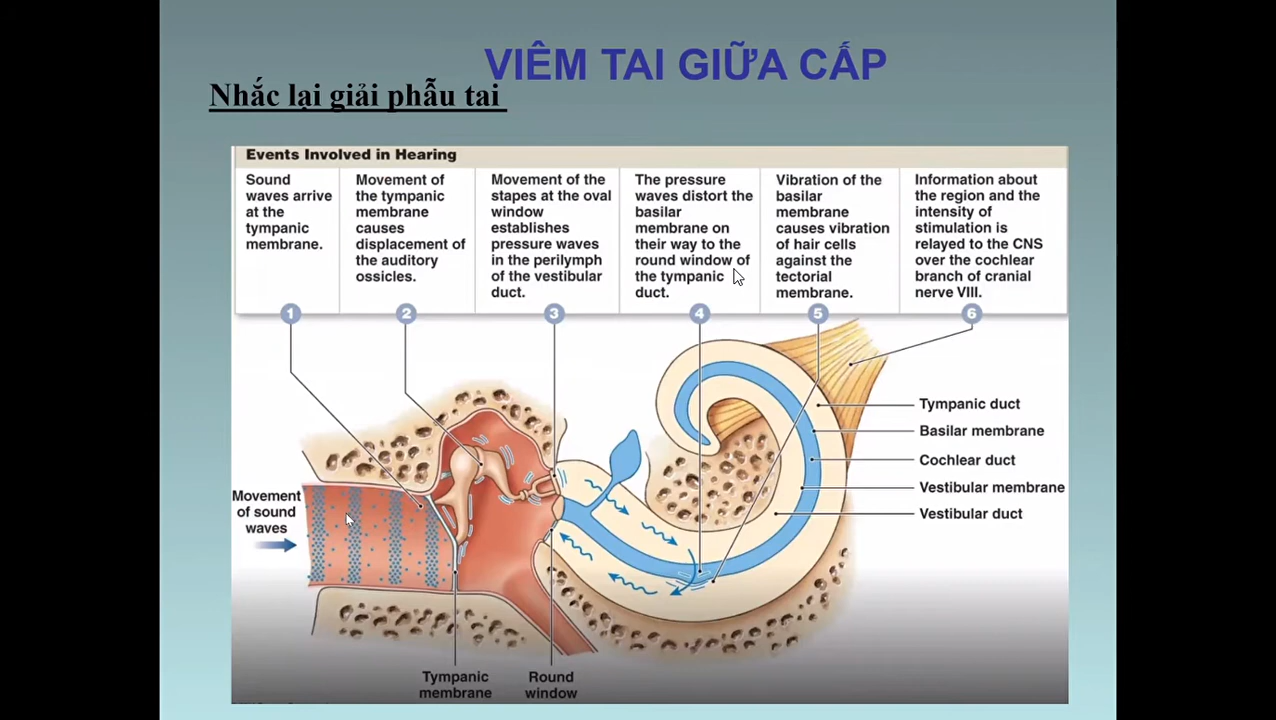 VIÊM TAI GIỮA CẤP
Nhắc lại giải phẫu tai
Events Involved in Hearing
Sound
waves arrive
at the
tympanic
membrane.
Movement of
the tympanic
membrane
causes
displacement of
the auditory
ossicles.
Movement of the
stapes at the oval
window
establishes
pressure waves
in the perilymph
of the vestibular
duct.
The pressure
waves distort the
basilar
membrane on
their way to the
round window of
the tympanic
duct.
Vibration of the
basilar
membrane
causes vibration
of hair cells
against the
tectorial
membrane.
Information about
the region and the
intensity of
stimulation is
relayed to the CNS
over the cochlear
branch of cranial
nerve VIII.
1
2
3
4
5
6
Tympanic duct
Basilar membrane
Cochlear duct
Vestibular membrane
Vestibular duct
Movement
of sound
waves
Tympanic
membrane
Round
window